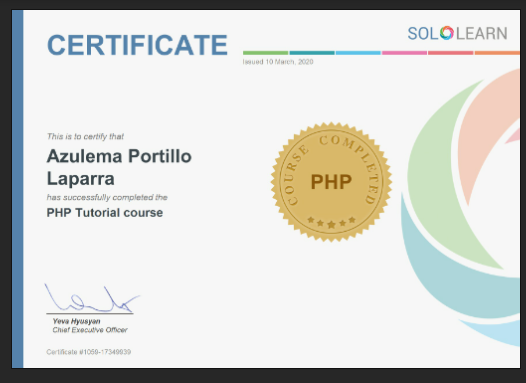 CERTIFICATE
SOLOLEARN
Issued 10 March, 2020
This is to certify that
Azulema Portillo
Laparra
has successfully completed the
PHP Tutorial course
COURSE COMPLETED
PHP
Yeva Hyusyan
Chief Executive Officer
Certificate #1059-17349939